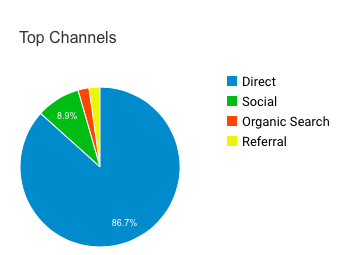 Top Channels
Direct
Social
Organic Search
Referral
8.9%
86.7%